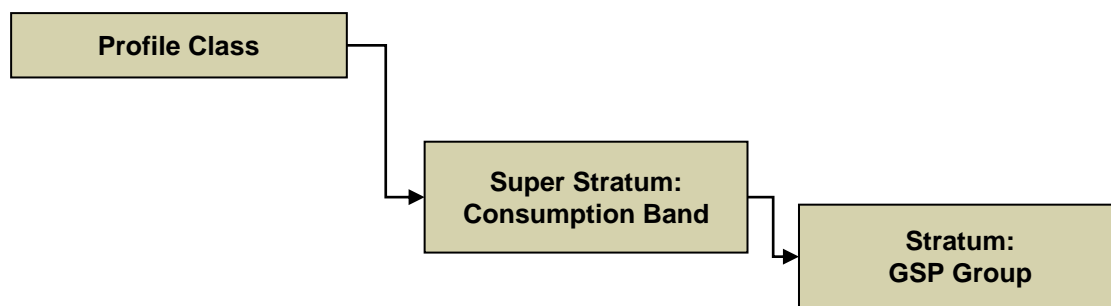 Profile Class
Super Stratum:
Consumption Band
Stratum:
GSP Group